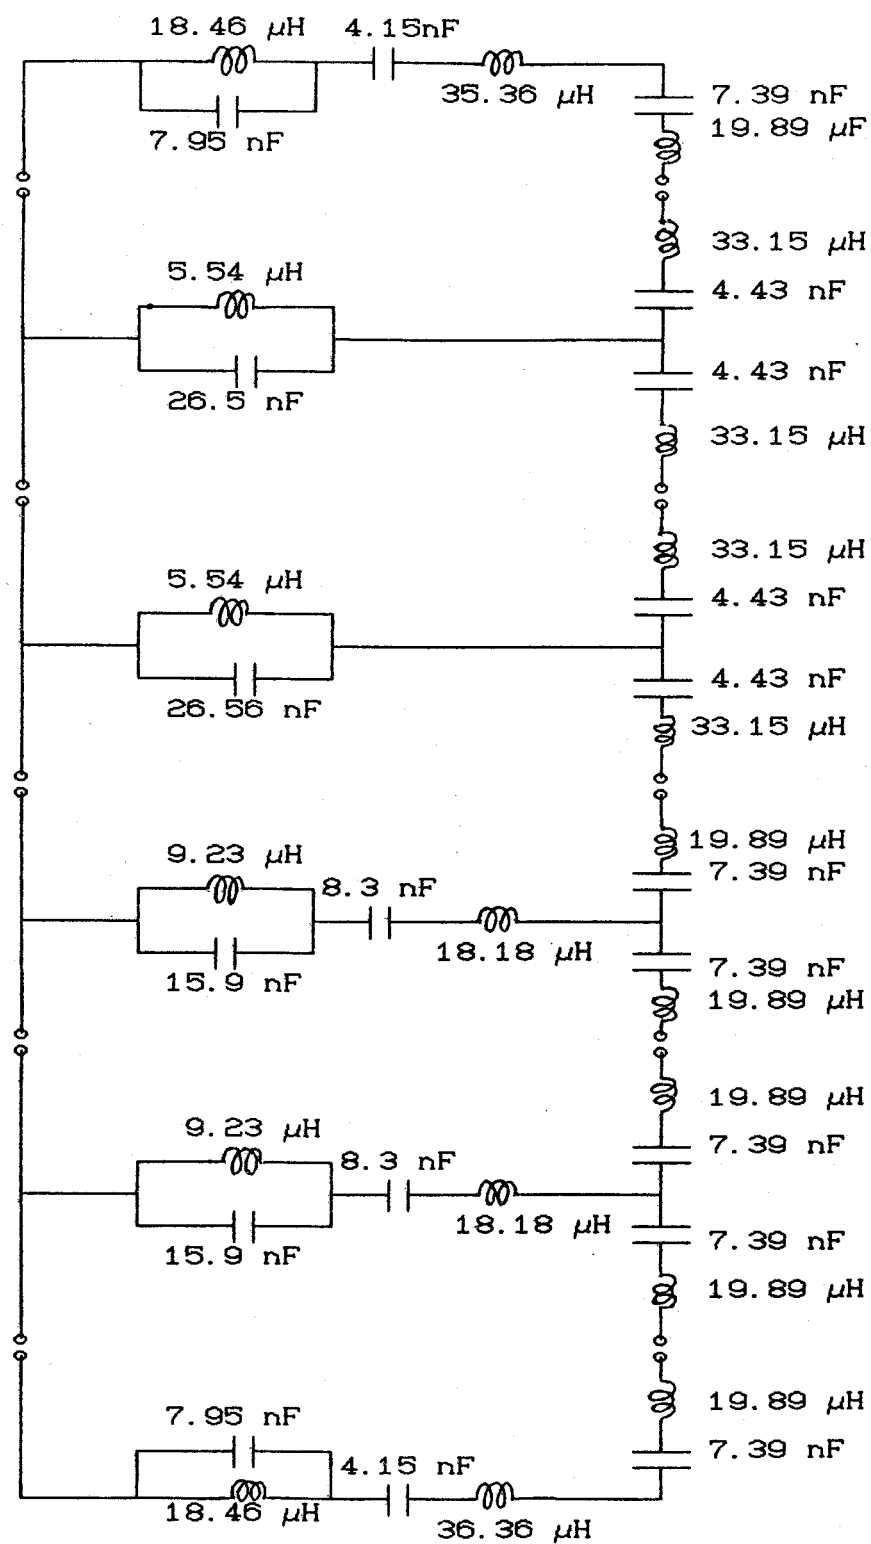 18.46 µH
4.15nF
35.36 µH
7.95 nF
7.39 nF
19.89 µF
33.15 µH
5.54 µH
4.43 nF
4.43 nF
26.5 nF
33.15 µH
33.15 µH
5.54 µH
4.43 nF
4.43 nF
26.56 nF
33.15 µH
19.89 µH
9.23 µH
7.39 nF
8.3 nF
18.18 µH
7.39 nF
15.9 nF
19.89 µH
19.89 µH
9.23 µH
7.39 nF
8.3 nF
18.18 µH
7.39 nF
15.9 nF
19.89 µH
19.89 µH
7.95 nF
7.39 nF
4.15 nF
18.46 µH
36.36 µH